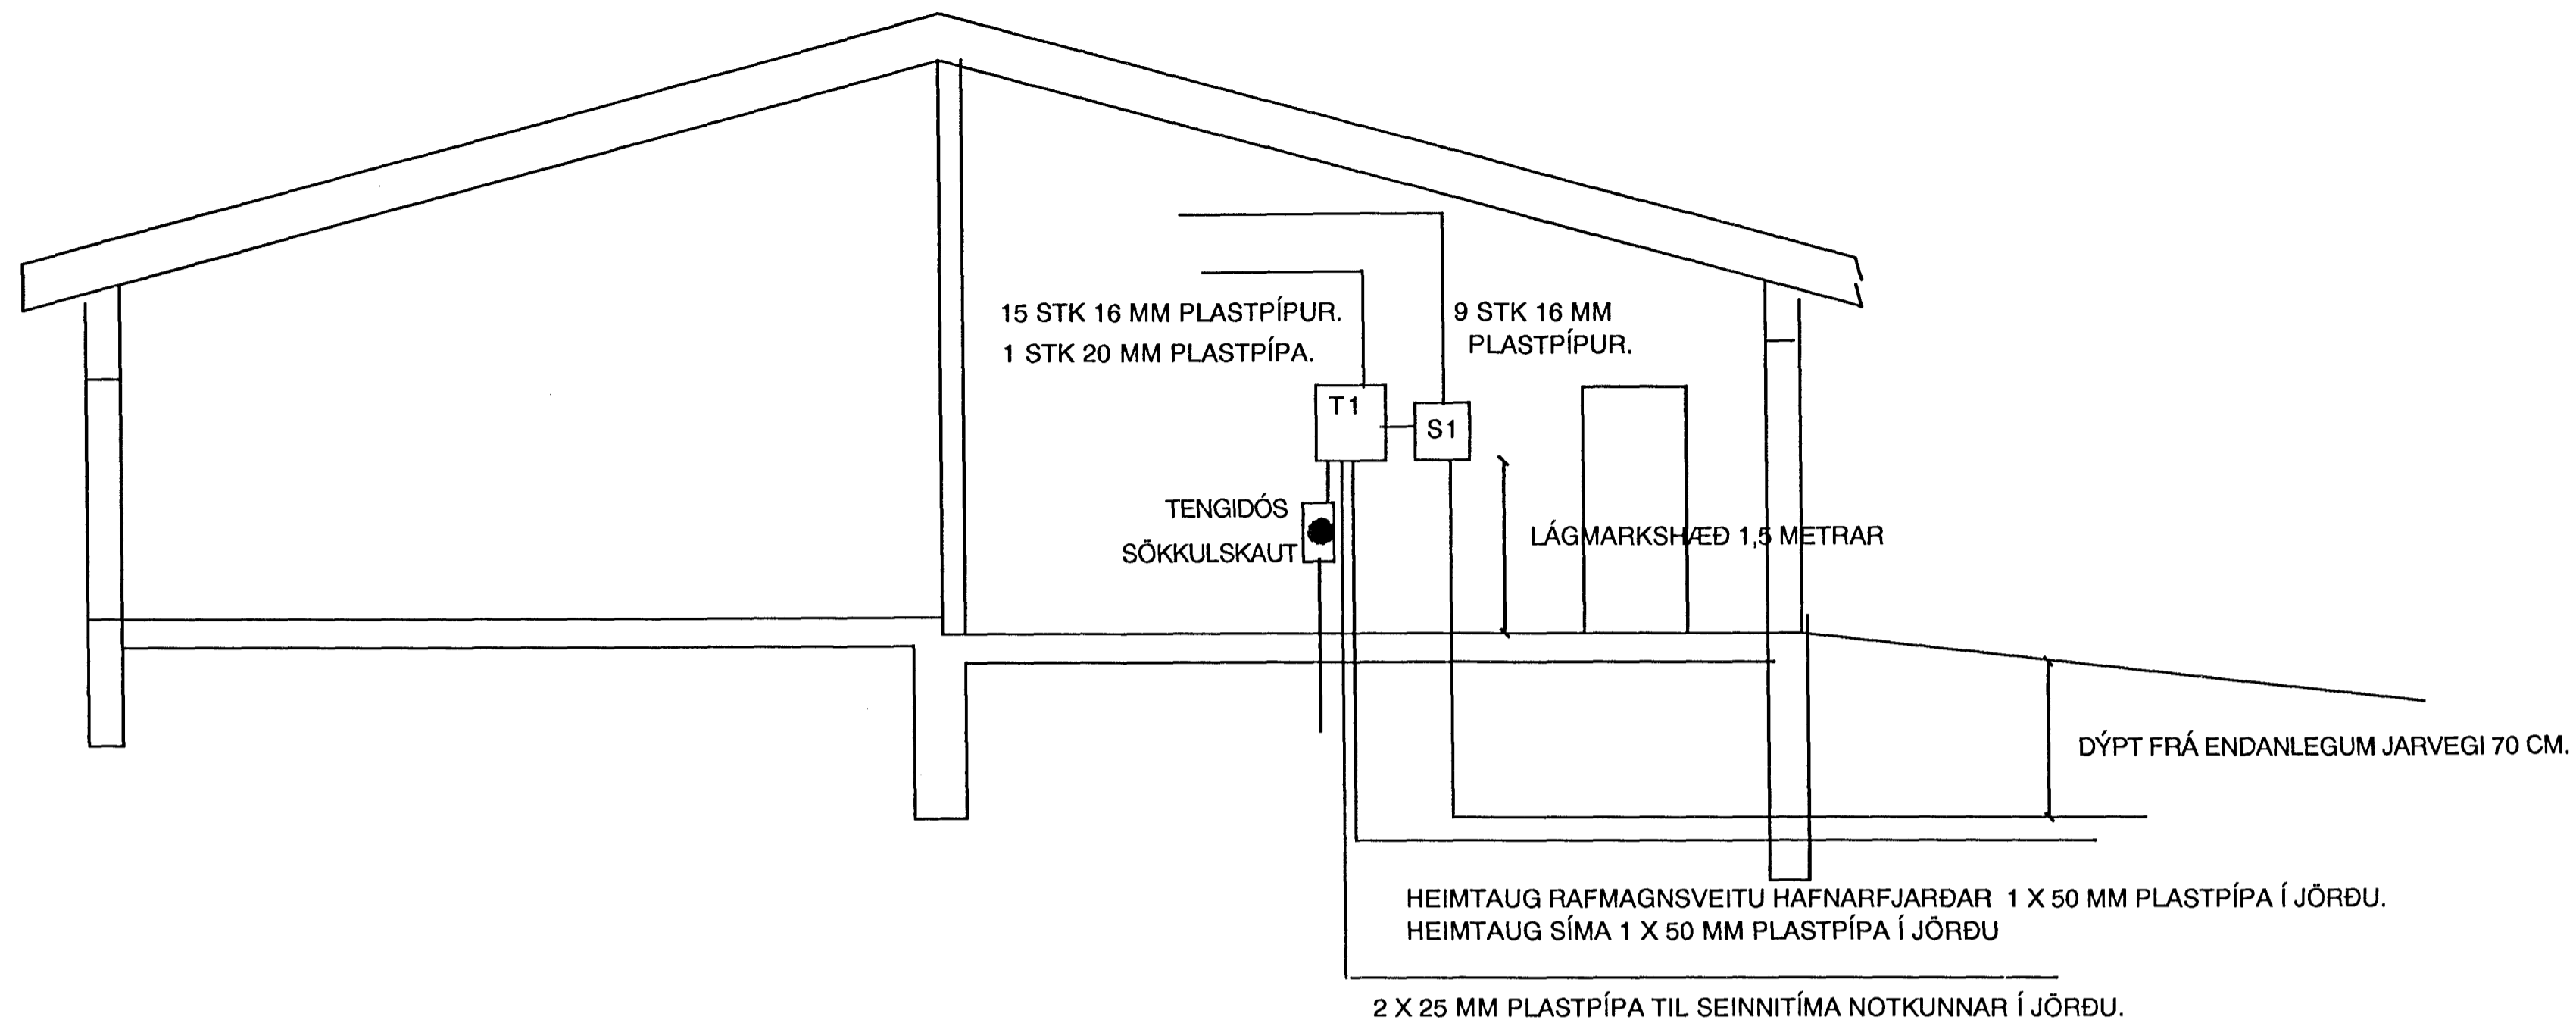 15 STK 16 MM PLASTPÍPUR.
1 STK 20 MM PLASTPÍPA.
9 STK 16 MM
PLASTPÍPUR.
T1
S1
TENGIDÓS
SÖKKULSKAUT
LÁGMARKSHÆÐ 1,5 METRAR
DÝPT FRÁ ENDANLEGUM JARVEGI 70 CM.
HEIMTAUG RAFMAGNSVEITU HAFNARFJARÐAR 1 X 50 MM PLASTPÍPA Í JÖRÐU.
HEIMTAUG SÍMA 1 X 50 MM PLASTPÍPA Í JÖRÐU
2 X 25 MM PLASTPÍPA TIL SEINNITÍMA NOTKUNNAR Í JÖRÐU.